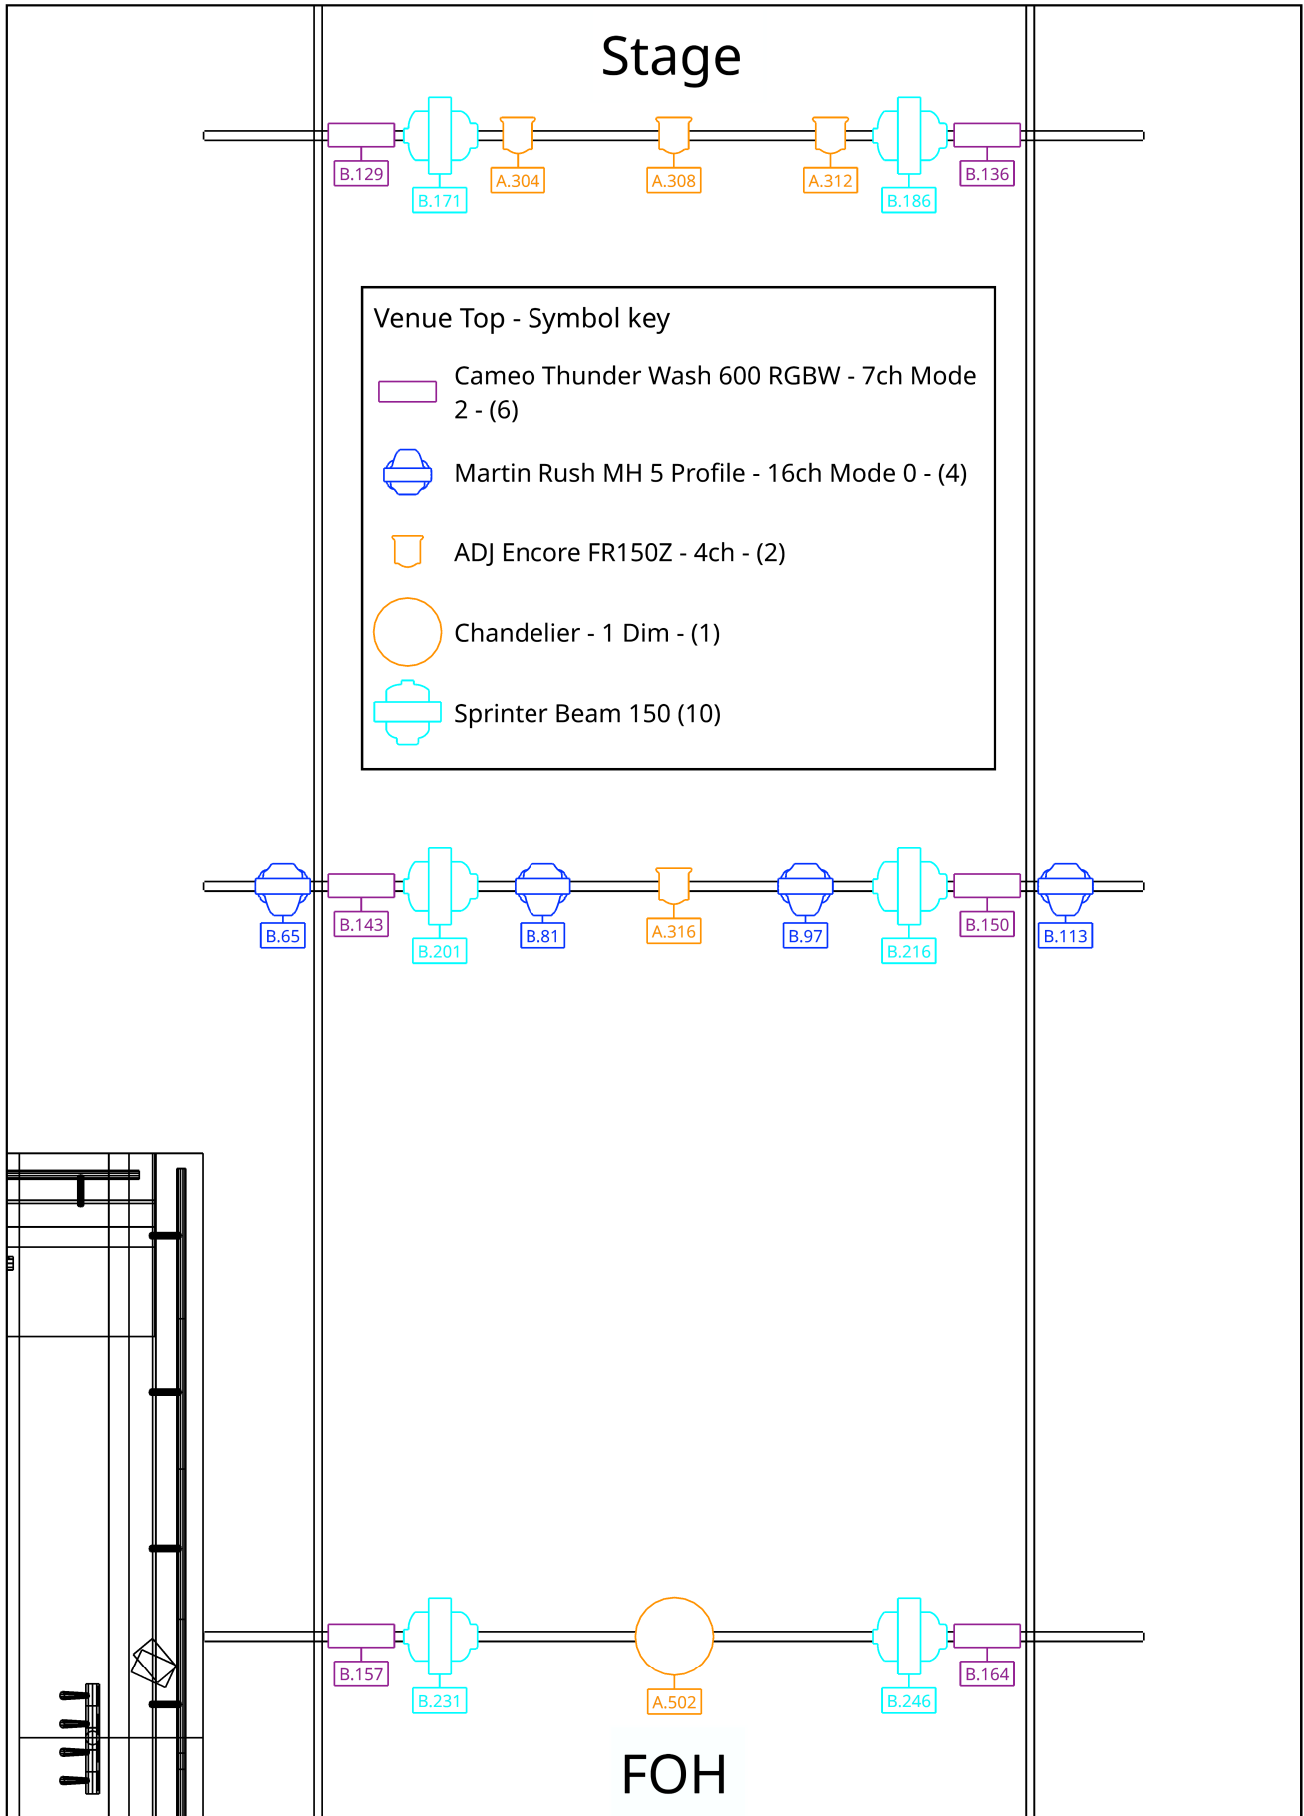 Stage
B.129
B.171
A.304
A.308
A.312
B.186
B.136
Venue Top - Symbol key
Cameo Thunder Wash 600 RGBW - 7ch Mode
2 - (6)
Martin Rush MH 5 Profile - 16ch Mode 0 - (4)
ADJ Encore FR150Z - 4ch - (2)
Chandelier - 1 Dim - (1)
Sprinter Beam 150 (10)
B.65
B.143
B.201
B.81
A.316
B.97
B.216
B.150
B.113
B.157
B.231
A.502
B.246
B.164
FOH